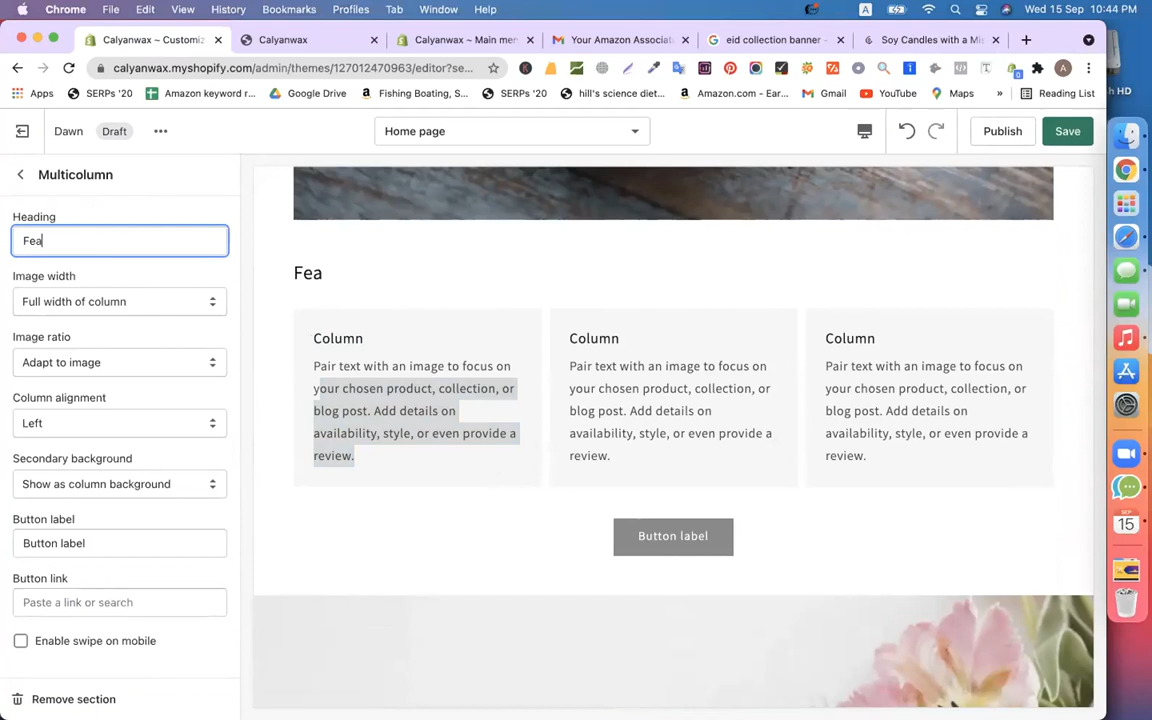 Chrome File Edit View History Bookmarks Profiles Tab Window Help A Wed 15 Sep 10:44 PM
Calyanwax ~ Customiz Calyanwax Calyanwax ~ Main mer Your Amazon Associat eid collection banner - Soy Candles with a Mi
calyanwax.myshopify.com/admin/themes/127012470963/editor?se... A
Apps SERPs '20 Amazon keyword r... Google Drive Fishing Boating, S... SERPs '20 hill's science diet... Amazon.com - Ear... Gmail YouTube Maps » Reading List
Dawn Draft Home page Publish Save
Multicolumn
Heading
Fea
Image width
Full width of column
Image ratio
Adapt to image
Column alignment
Left
Secondary background
Show as column background
Button label
Button label
Button link
Paste a link or search
Enable swipe on mobile
Remove section
Fea
Column
Pair text with an image to focus on
your chosen product, collection, or
blog post. Add details on
availability, style, or even provide a
review.
Column
Pair text with an image to focus on
your chosen product, collection, or
blog post. Add details on
availability, style, or even provide a
review.
Column
Pair text with an image to focus on
your chosen product, collection, or
blog post. Add details on
availability, style, or even provide a
review.
Button label
SEP
15